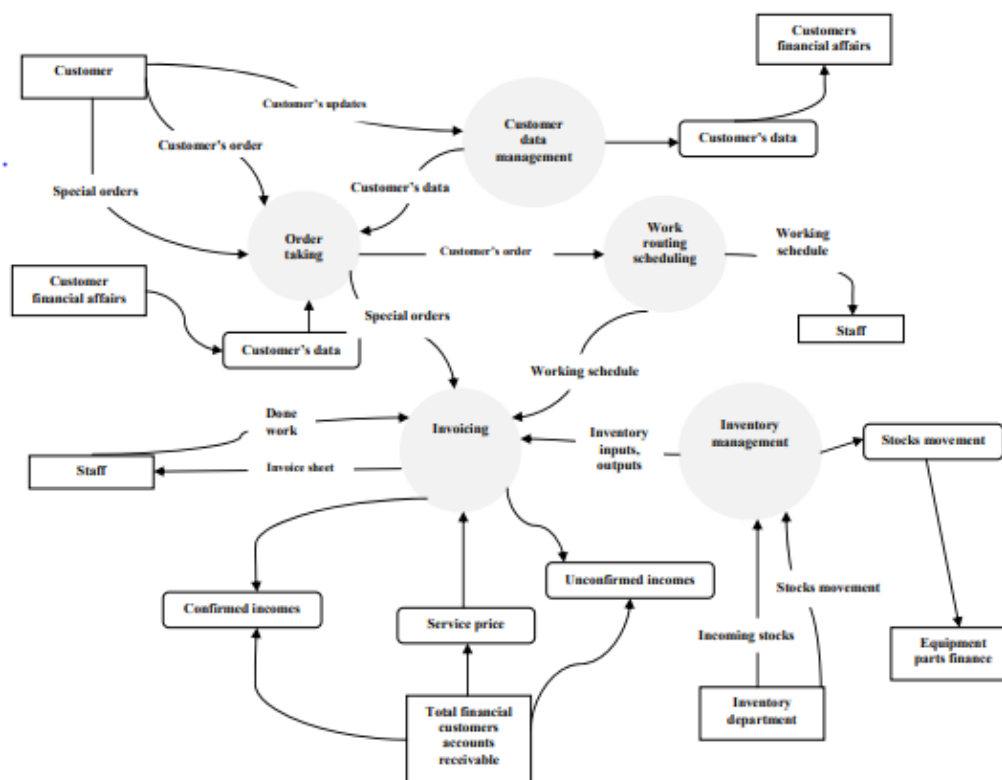 Customers
financial affairs
Customer
Customer's updates
Customer
data
management
Customer's data
Customer's order
Customer's data
Special orders
Order
taking
Customer's order
Work
routing
scheduling
Working
schedule
Customer
financial affairs
Special orders
Staff
Customer's data
Working schedule
Done
work
Invoicing
Inventory
inputs,
outputs
Inventory
management
Stocks movement
Staff
Invoice sheet
Unconfirmed incomes
Stocks movement
Confirmed incomes
Service price
Incoming stocks
Equipment
parts finance
Total financial
customers
accounts
receivable
Inventory
department